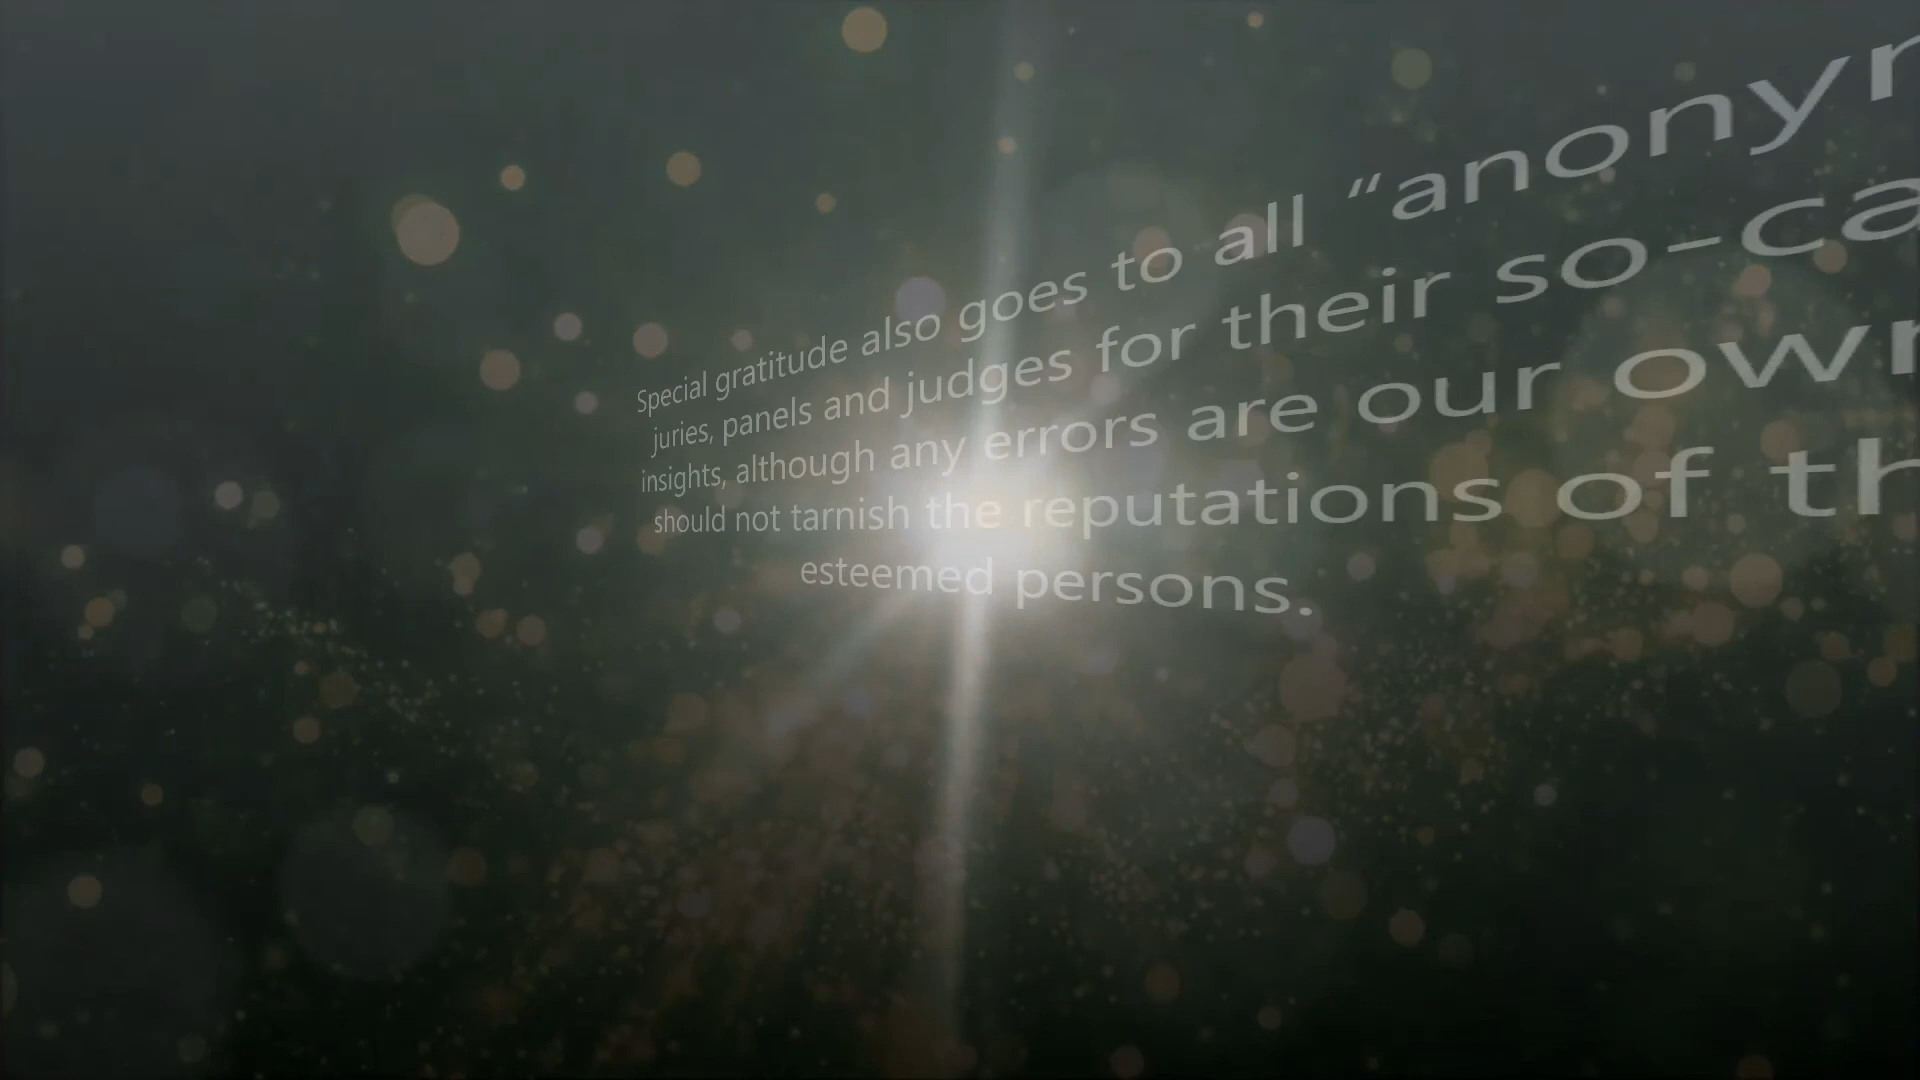 Special gratitude also goes to all “anony
juries, panels and judges for their so-ca
insights, although any errors are our own
should not tarnish the reputations of th
esteemed persons.